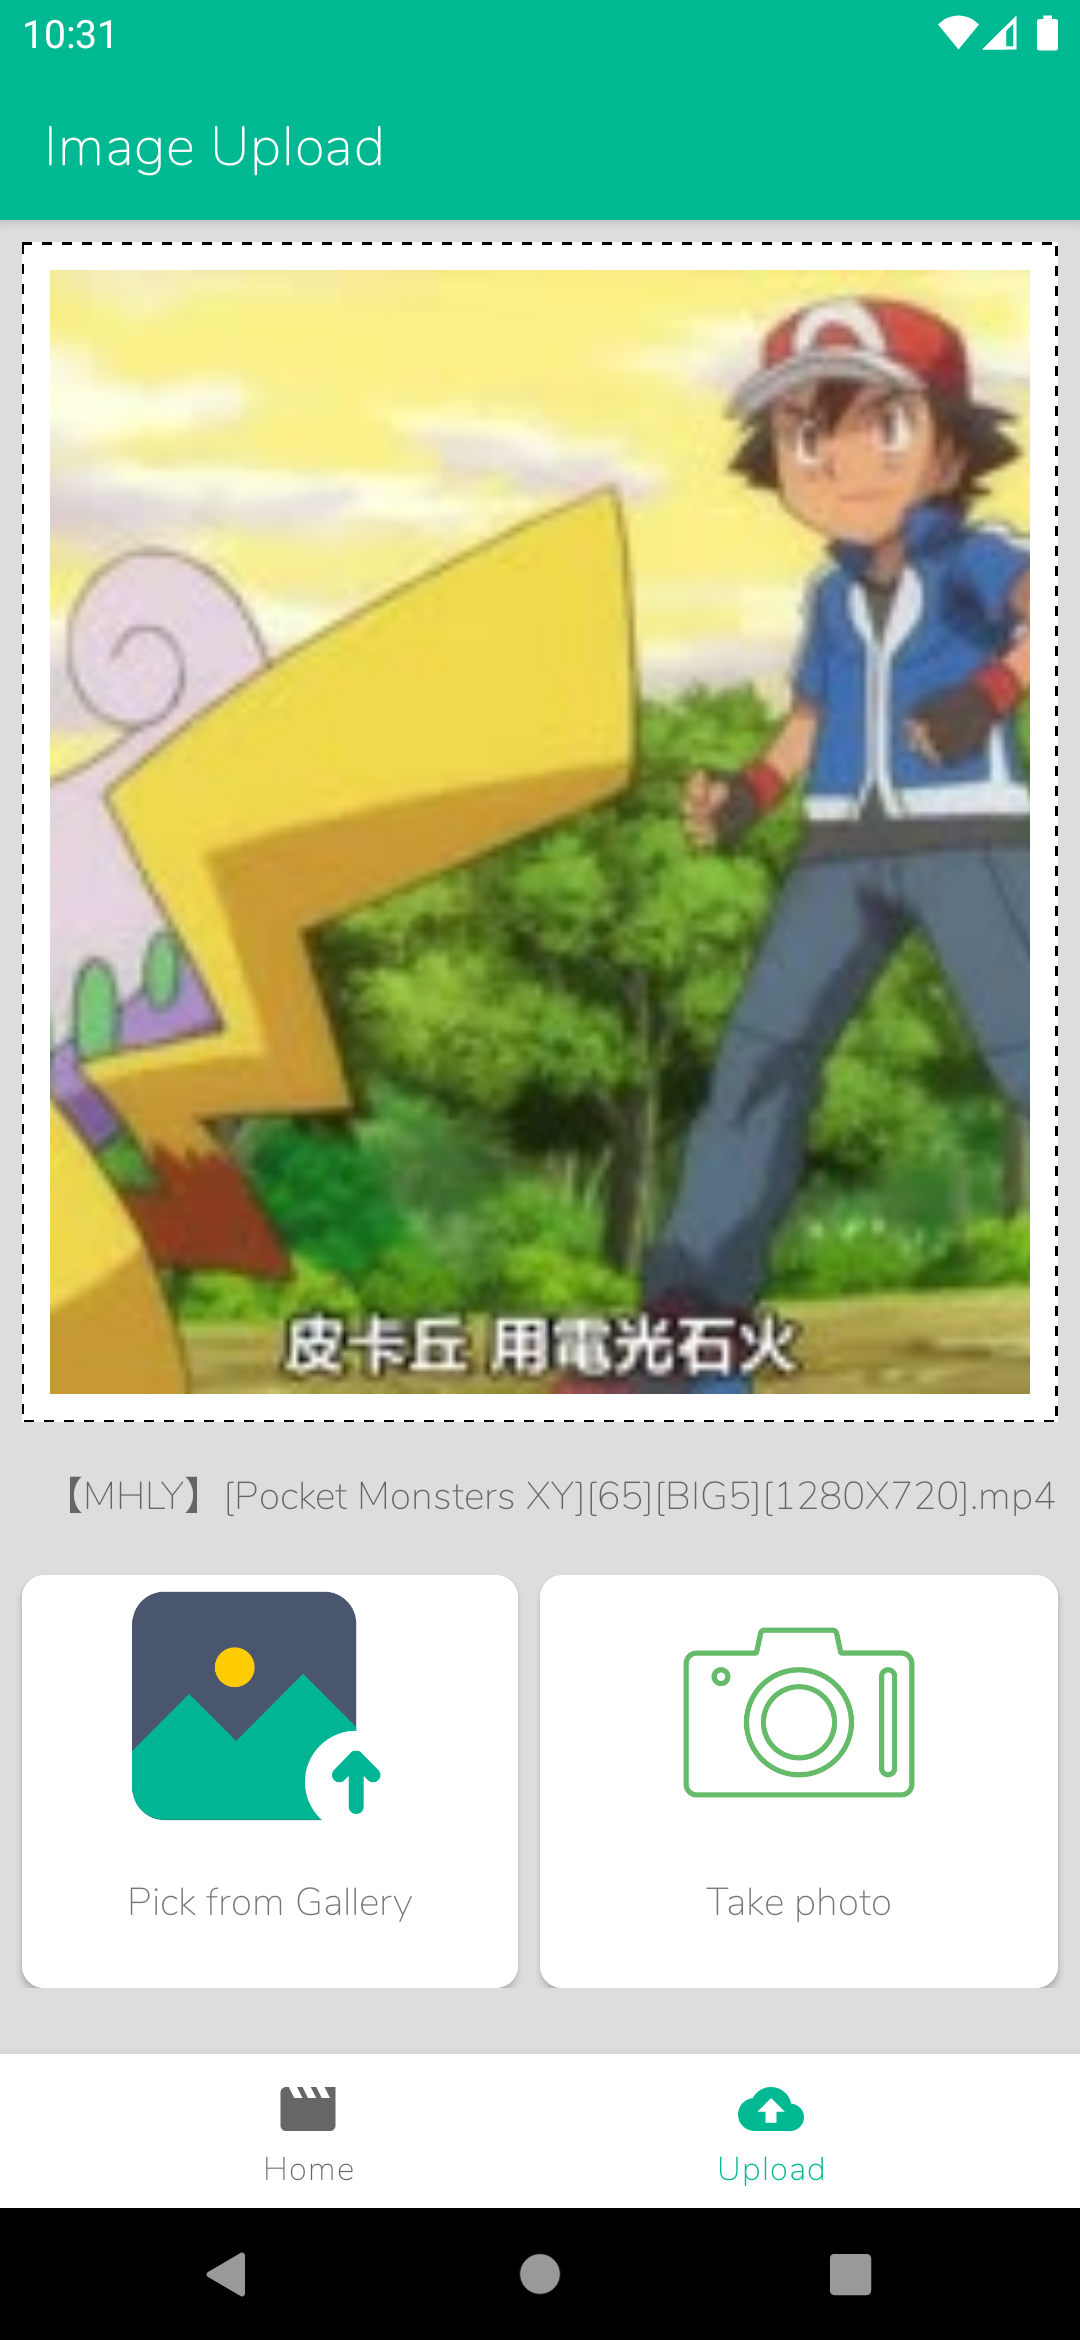 10:31
Image Upload
皮卡丘 用電光石火
【MHLY】[Pocket Monsters XY][65][BIG5][1280X720].mp4
Pick from Gallery
Take photo
Home
Upload